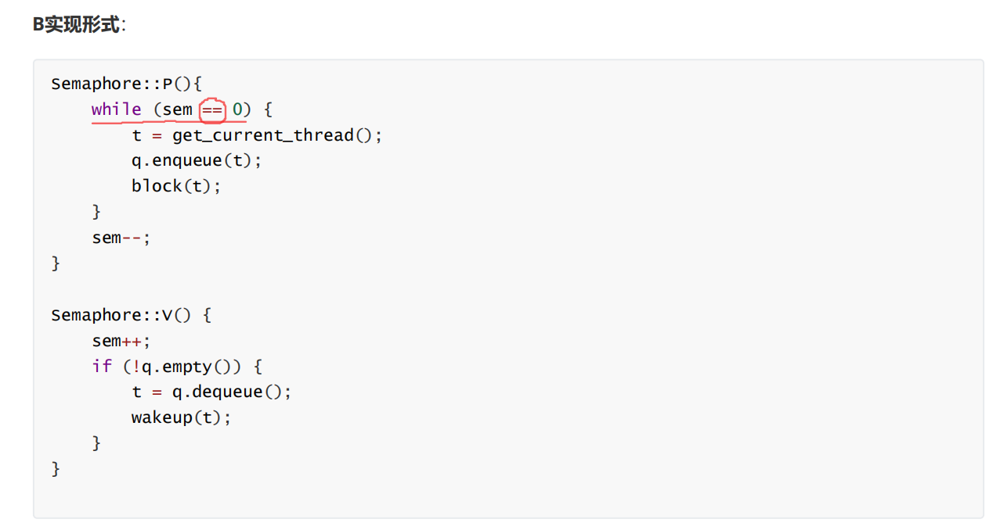 B实现形式：
Semaphore::P(){
    while (sem == 0) {
        t = get_current_thread();
        q.enqueue(t);
        block(t);
    }
    sem--;
}
Semaphore::V() {
    sem++;
    if (!q.empty()) {
        t = q.dequeue();
        wakeup(t);
    }
}